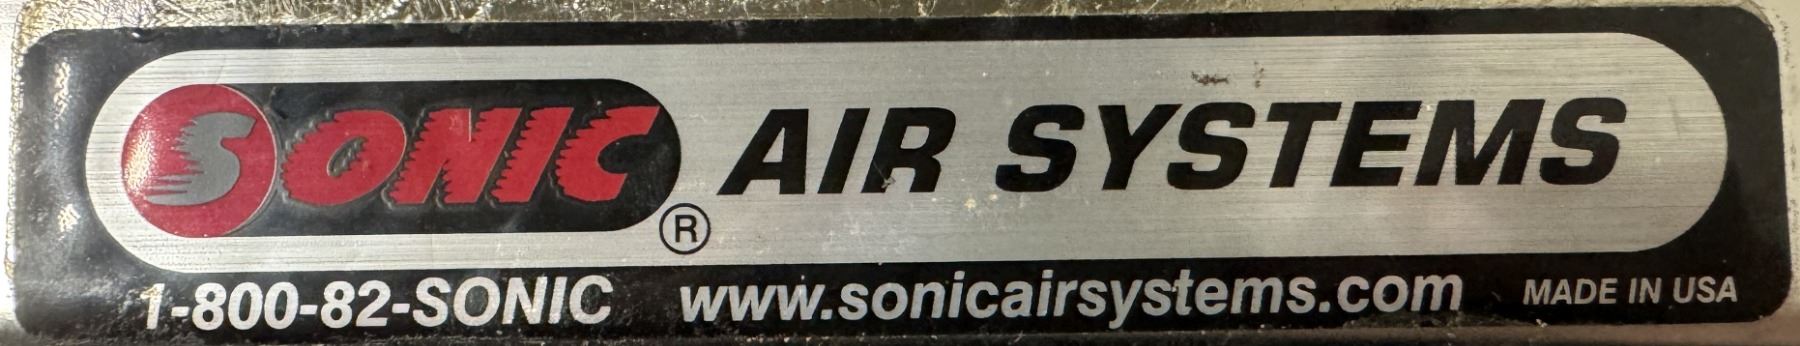 SONIC® AIR SYSTEMS
1-800-82-SONIC www.sonicairsystems.com MADE IN USA